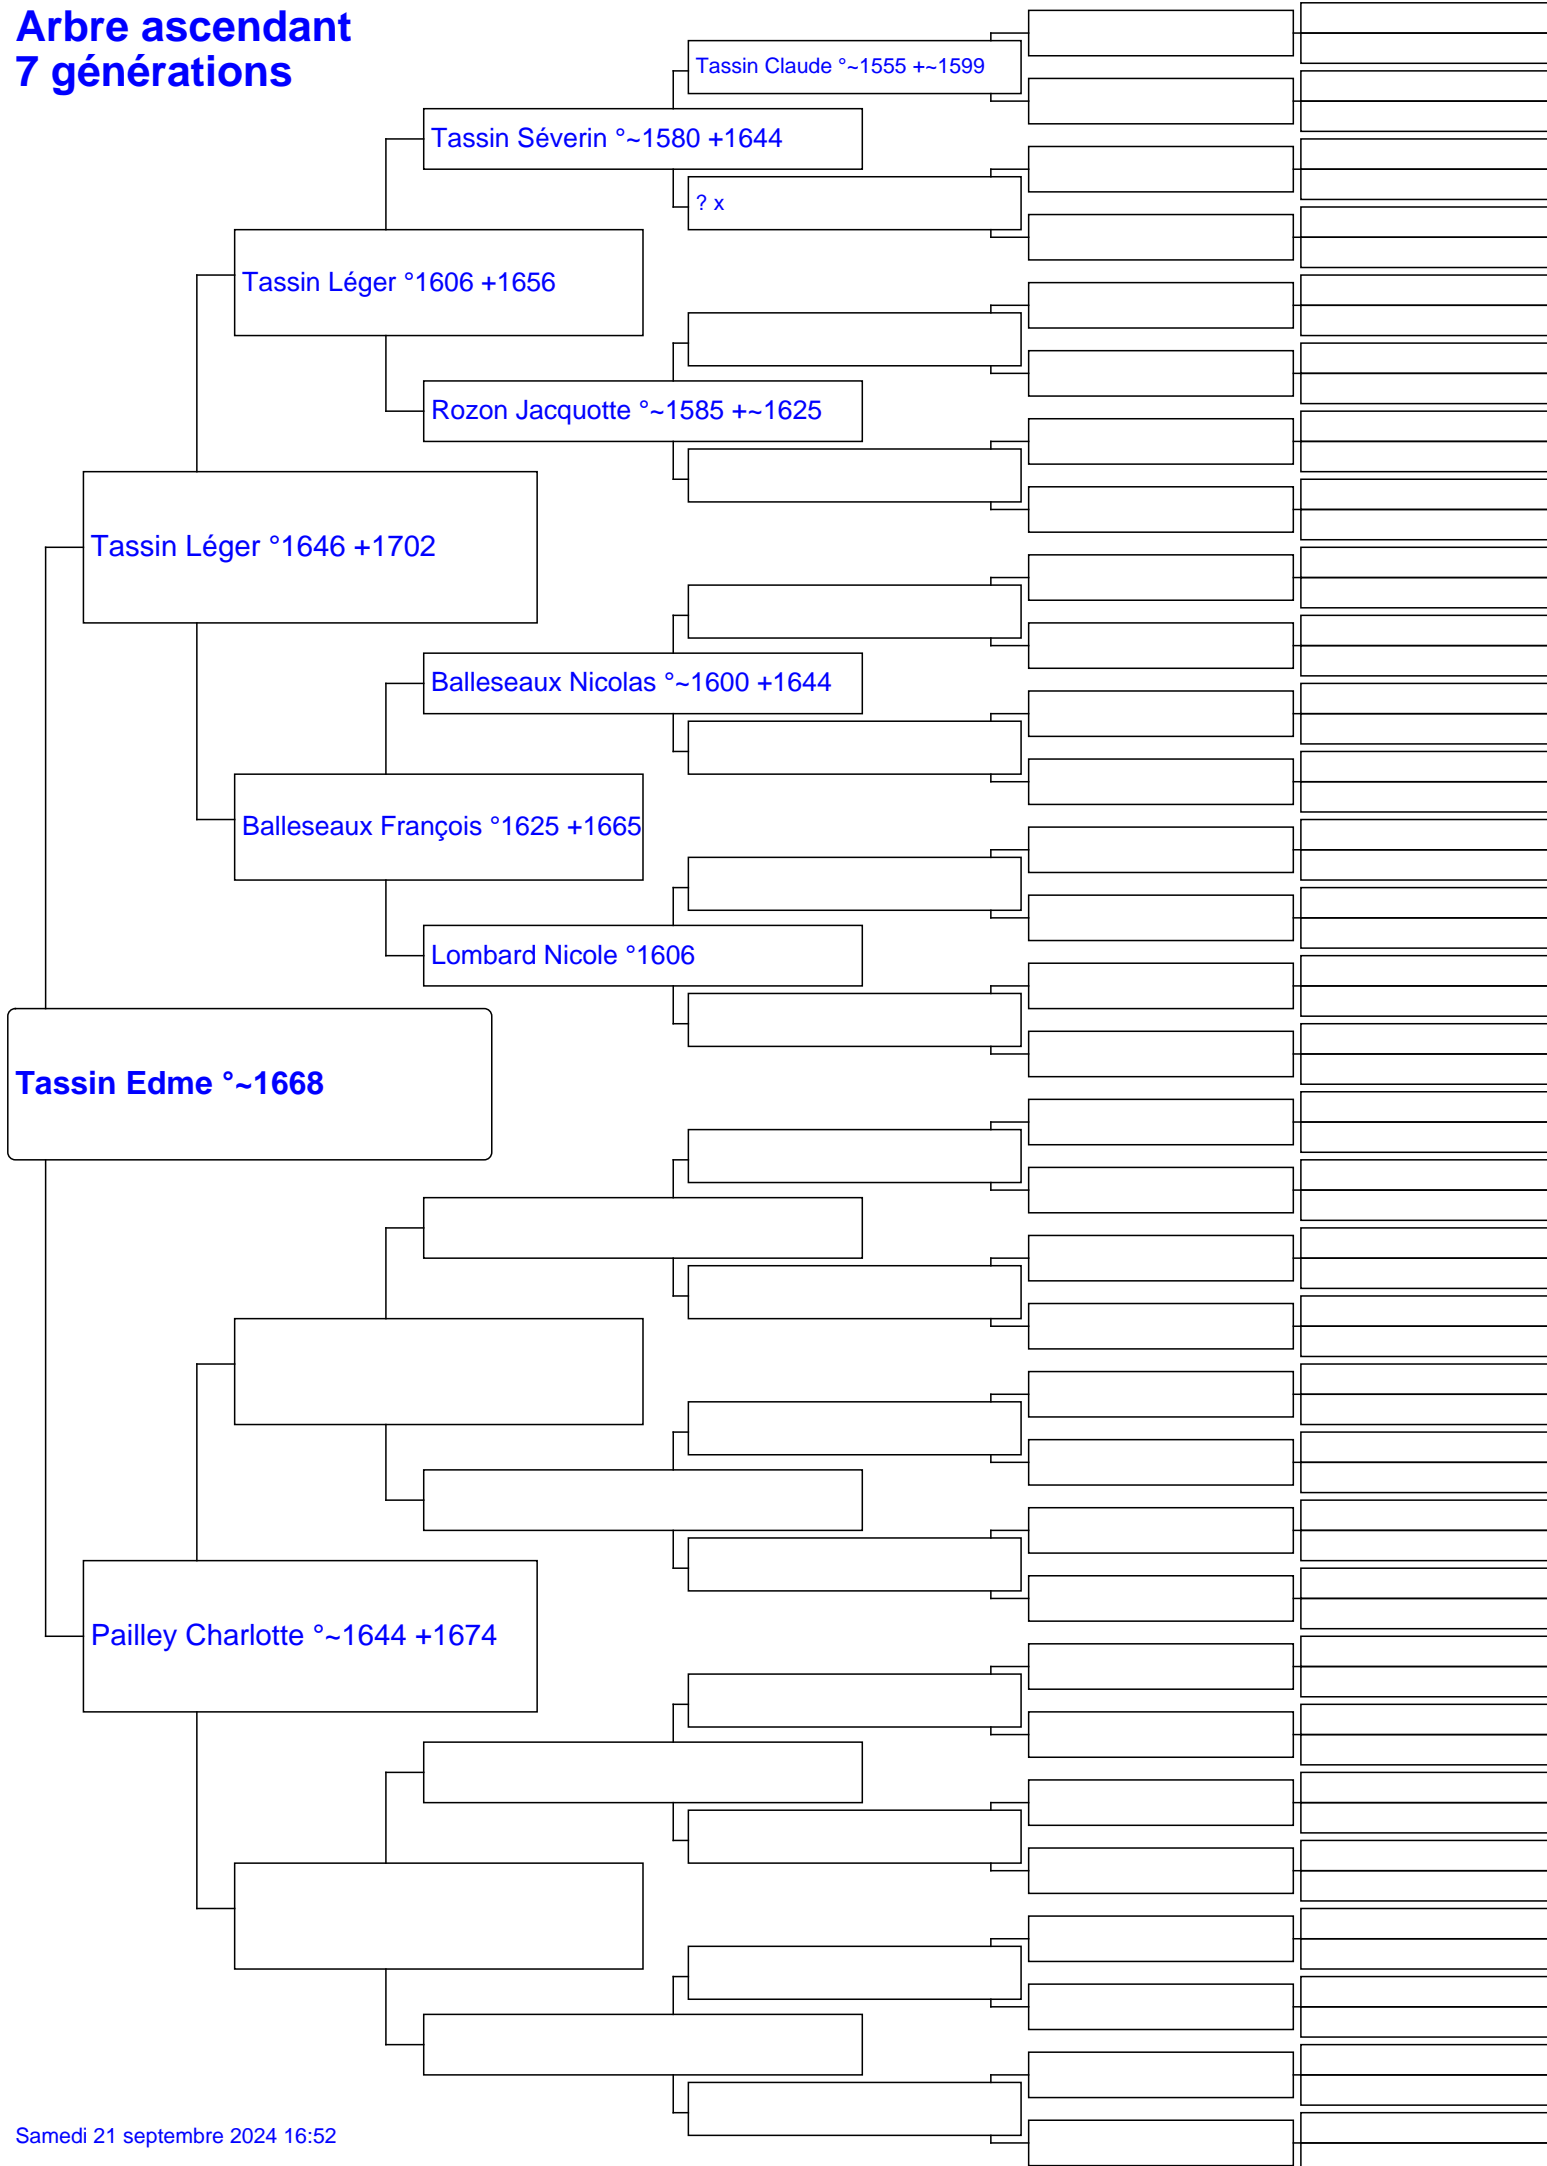 Arbre ascendant
7 générations
Tassin Claude °~1555 +~1599
Tassin Séverin °~1580 +1644
? x
Tassin Léger °1606 +1656
Rozon Jacquotte °~1585 +~1625
Tassin Léger °1646 +1702
Balleseaux Nicolas °~1600 +1644
Balleseaux François °1625 +1665
Lombard Nicole °1606
Tassin Edme °~1668
Pailley Charlotte °~1644 +1674
Samedi 21 septembre 2024 16:52